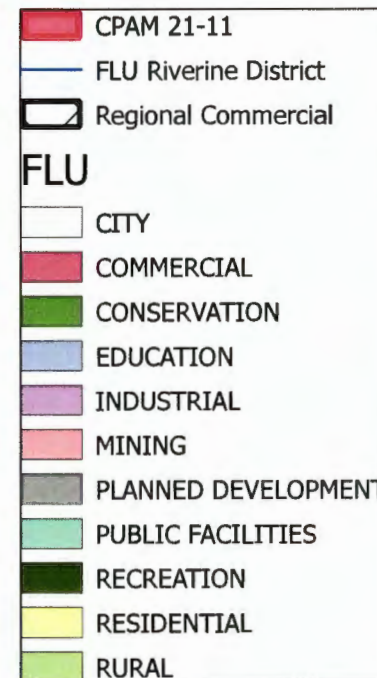 CPAM 21-11
FLU Riverine District
Regional Commercial
FLU
CITY
COMMERCIAL
CONSERVATION
EDUCATION
INDUSTRIAL
MINING
PLANNED DEVELOPMENT
PUBLIC FACILITIES
RECREATION
RESIDENTIAL
RURAL